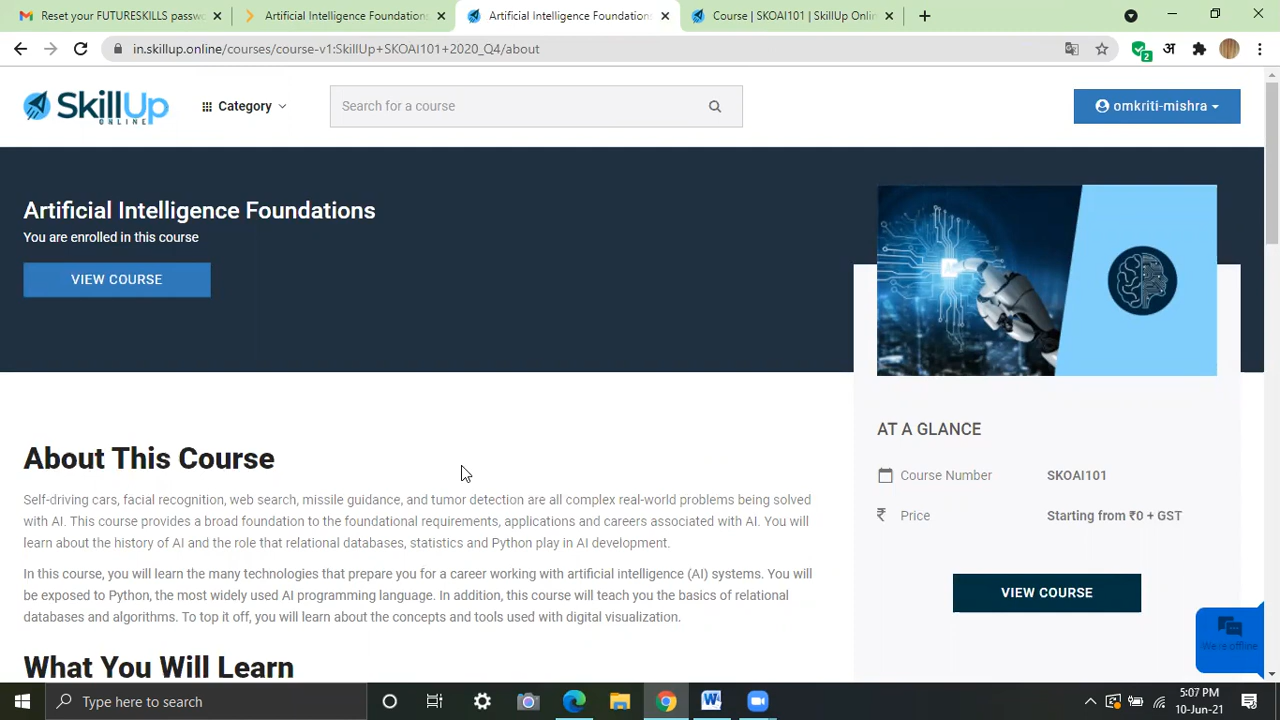 Reset your FUTURESKILLS passwo
Artificial Intelligence Foundations
Artificial Intelligence Foundations
Course | SKOAI101 | SkillUp Onlin
in.skillup.online/courses/course-v1:SkillUp+SKOAI101+2020_Q4/about
2
अ
SkillUp
ONLINE
Category
Search for a course
omkriti-mishra
Artificial Intelligence Foundations
You are enrolled in this course
VIEW COURSE
AI
About This Course
Self-driving cars, facial recognition, web search, missile guidance, and tumor detection are all complex real-world problems being solved
with AI. This course provides a broad foundation to the foundational requirements, applications and careers associated with AI. You will
learn about the history of AI and the role that relational databases, statistics and Python play in AI development.
In this course, you will learn the many technologies that prepare you for a career working with artificial intelligence (AI) systems. You will
be exposed to Python, the most widely used AI programming language. In addition, this course will teach you the basics of relational
databases and algorithms. To top it off, you will learn about the concepts and tools used with digital visualization.
What You Will Learn
AT A GLANCE
Course Number SKOAI101
₹ Price Starting from ₹0 + GST
VIEW COURSE
We is offline
Type here to search
5:07 PM
10-Jun-21